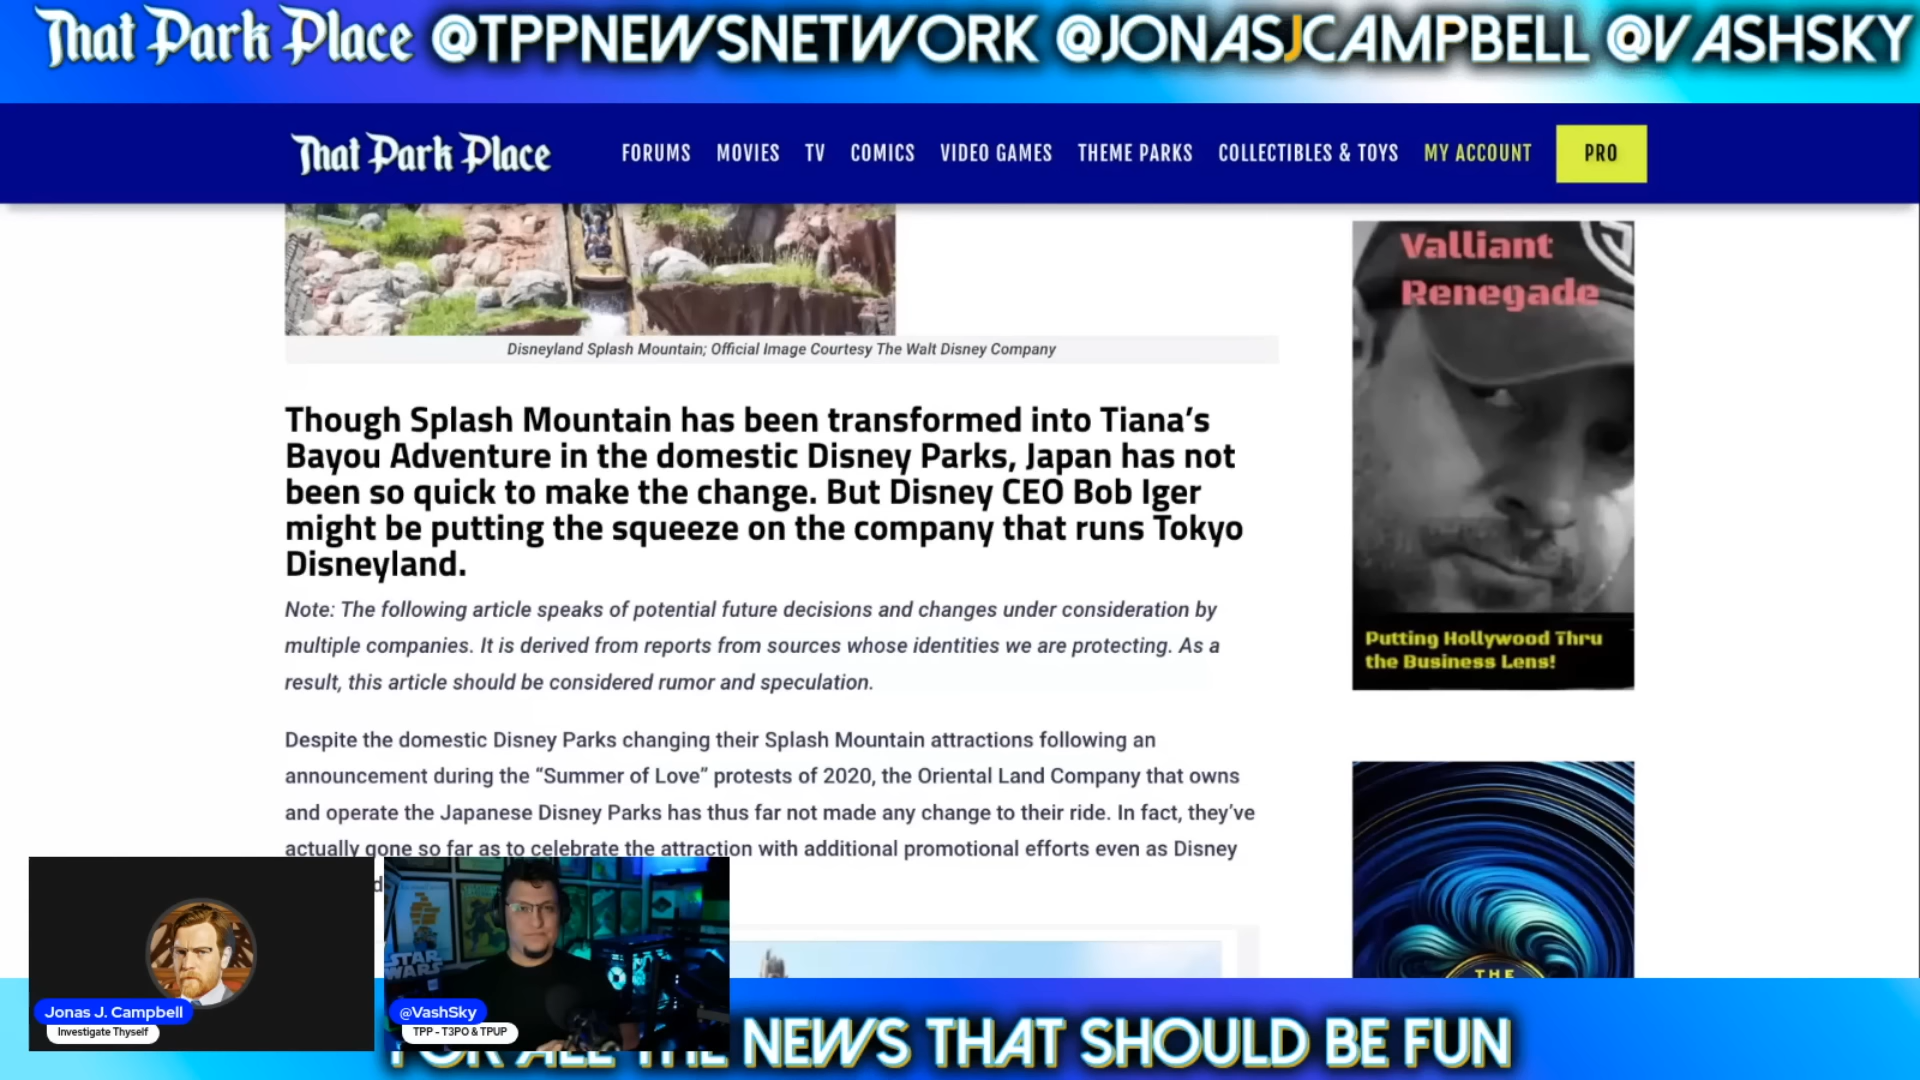 That Park Place @TPPNEWSNETWORK @JONASJCAMPBELL @VASHSKY
That Park Place FORUMS MOVIES TV COMICS VIDEO GAMES THEME PARKS COLLECTIBLES & TOYS MY ACCOUNT PRO
Disneyland Splash Mountain; Official Image Courtesy The Walt Disney Company
Though Splash Mountain has been transformed into Tiana's
Bayou Adventure in the domestic Disney Parks, Japan has not
been so quick to make the change. But Disney CEO Bob Iger
might be putting the squeeze on the company that runs Tokyo
Disneyland.
Note: The following article speaks of potential future decisions and changes under consideration by
multiple companies. It is derived from reports from sources whose identities we are protecting. As a
result, this article should be considered rumor and speculation.
Despite the domestic Disney Parks changing their Splash Mountain attractions following an
announcement during the “Summer of Love” protests of 2020, the Oriental Land Company that owns
and operate the Japanese Disney Parks has thus far not made any change to their ride. In fact, they've
actually gone so far as to celebrate the attraction with additional promotional efforts even as Disney
Valliant
Renegade
Putting Hollywood Thru
the Business Lens!
THE
STAR
WARS
Jonas J. Campbell
Investigate Thyself
@VashSky
TPP - T3PO & TPUP
FOR ALL THE NEWS THAT SHOULD BE FUN